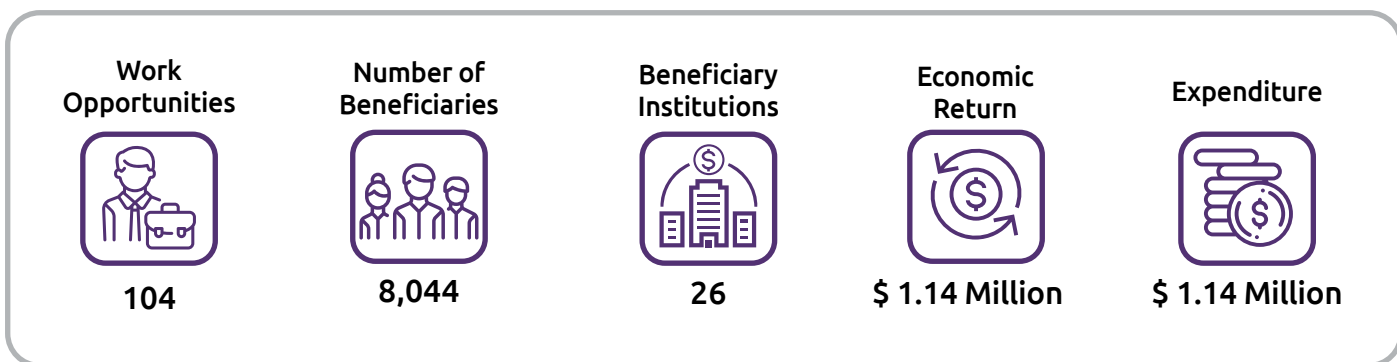 Work
Opportunities
104
Number of
Beneficiaries
8,044
Beneficiary
Institutions
$
26
Economic
Return
$
$ 1.14 Million
Expenditure
$
$ 1.14 Million